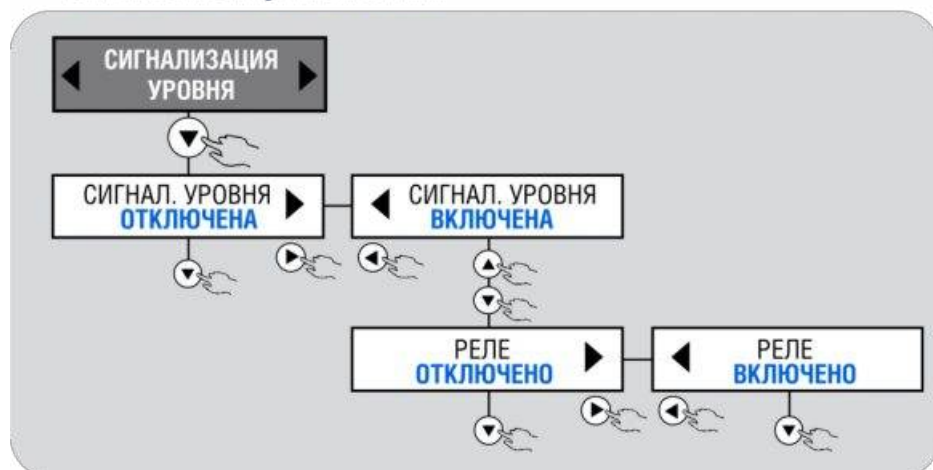 СИГНАЛИЗАЦИЯ
УРОВНЯ
СИГНАЛ. УРОВНЯ
ОТКЛЮЧЕНА
СИГНАЛ. УРОВНЯ
ВКЛЮЧЕНА
РЕЛЕ
ОТКЛЮЧЕНО
РЕЛЕ
ВКЛЮЧЕНО